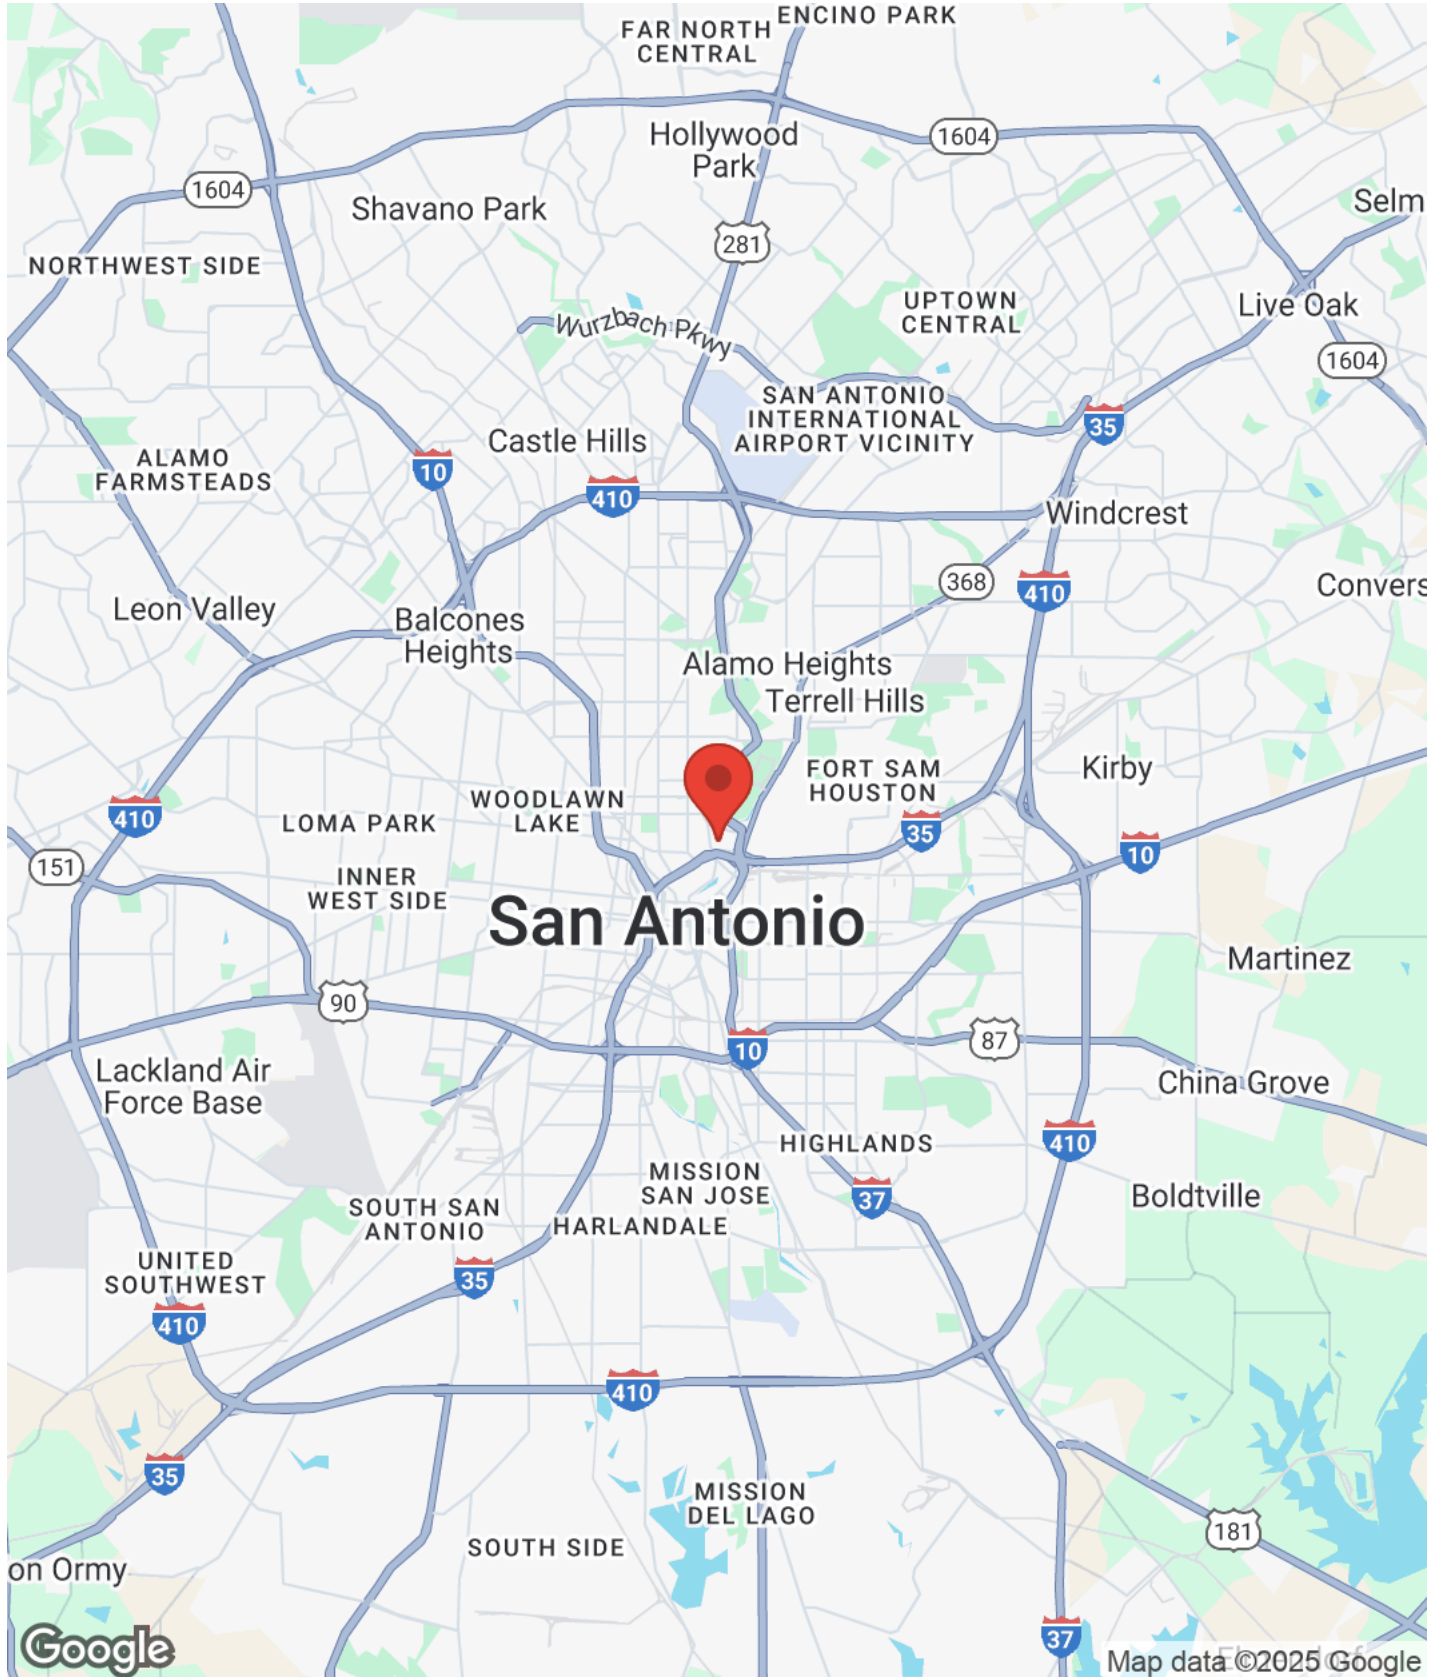 ENCINO PARK
FAR NORTH
CENTRAL
Hollywood
Park
1604
1604
Shavano Park
Selm
281
NORTHWEST SIDE
UPTOWN
CENTRAL
Live Oak
Wurzbach Pkwy
1604
SAN ANTONIO
INTERNATIONAL
AIRPORT VICINITY
35
Castle Hills
ALAMO
FARMSTEADS
10
410
Windcrest
368
410
Convers
Leon Valley
Balcones
Heights
Alamo Heights
Terrell Hills
FORT SAM
HOUSTON
Kirby
WOODLAWN
LAKE
410
LOMA PARK
35
10
151
INNER
WEST SIDE
San Antonio
Martinez
90
87
10
Lackland Air
Force Base
China Grove
410
HIGHLANDS
MISSION
SAN JOSE
37
Boldtville
SOUTH SAN
ANTONIO
HARLANDALE
UNITED
SOUTHWEST
35
410
410
35
MISSION
DEL LAGO
181
SOUTH SIDE
on Ormy
37
Google
Map data ©2025 Google